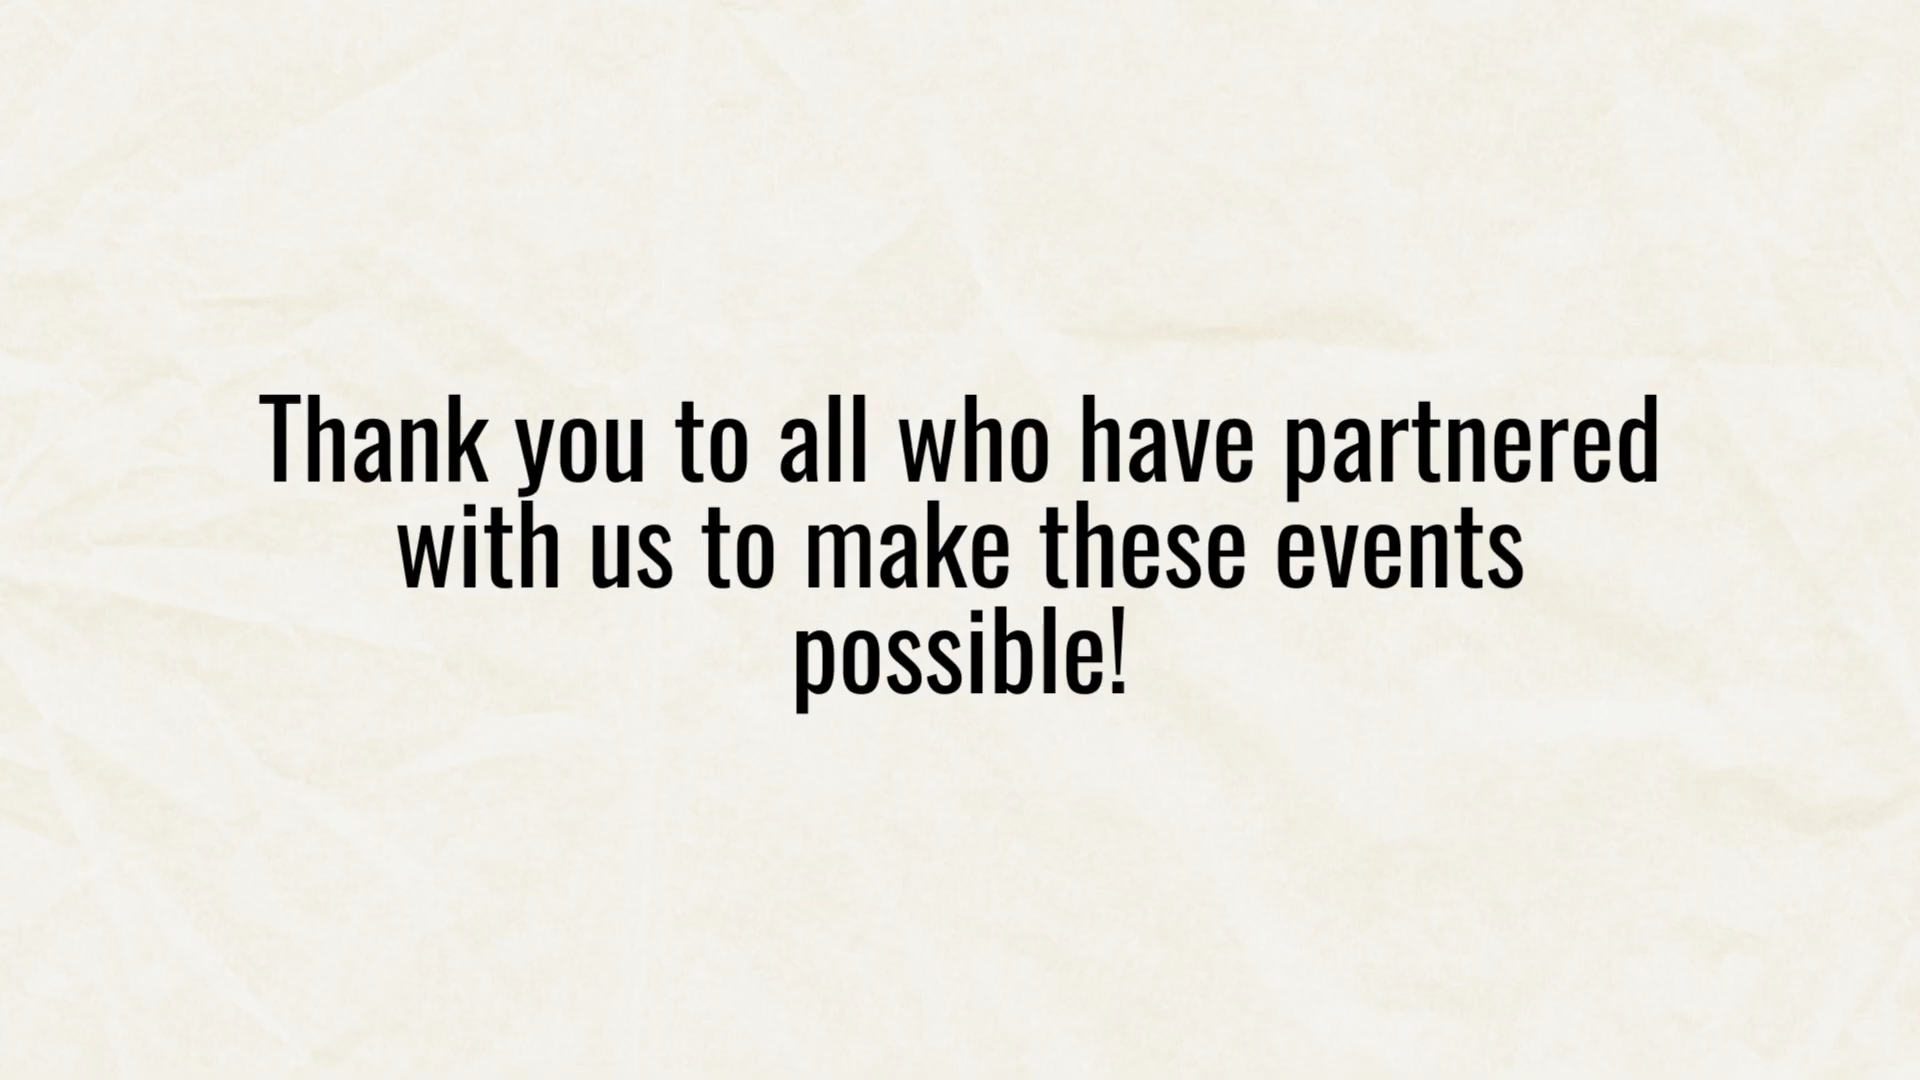 Thank you to all who have partnered
with us to make these events
possible!